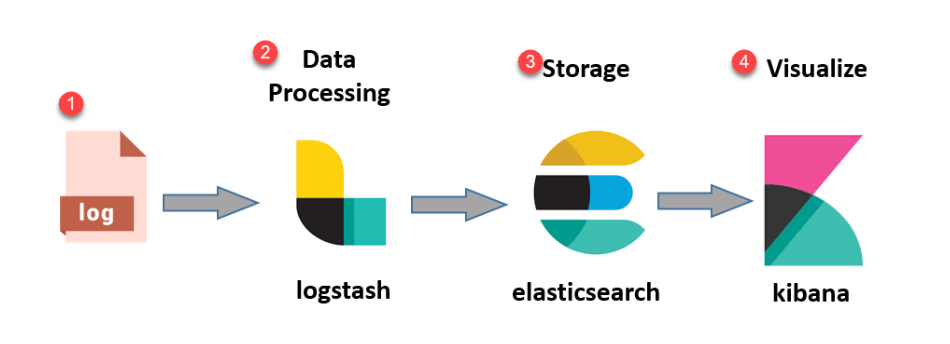 1
log
2
Data
Processing
logstash
3
Storage
elasticsearch
4
Visualize
kibana